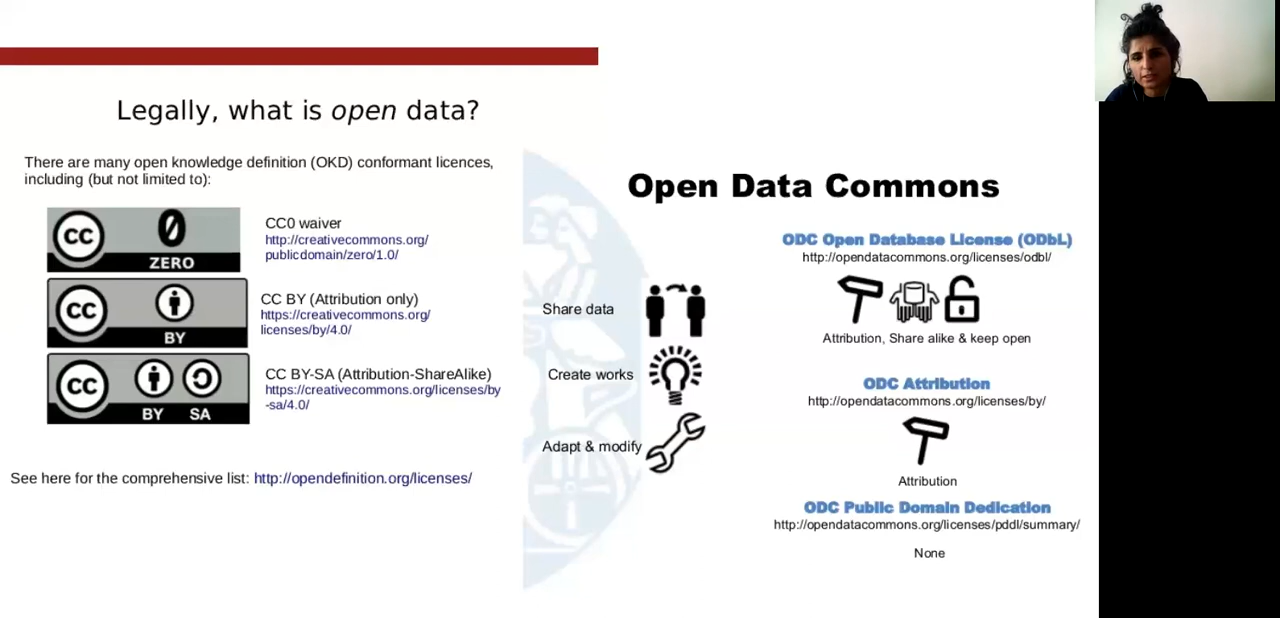 Legally, what is open data?
There are many open knowledge definition (OKD) conformant licences,
including (but not limited to):
CC
0
ZERO
CC0 waiver
http://creativecommons.org/
publicdomain/zero/1.0/
CC
BY
CC BY (Attribution only)
https://creativecommons.org/
licenses/by/4.0/
CC
BY SA
CC BY-SA (Attribution-ShareAlike)
https://creativecommons.org/licenses/by
-sa/4.0/
See here for the comprehensive list: http://opendefinition.org/licenses/
Open Data Commons
Share data
Create works
Adapt & modify
ODC Open Database License (ODbL)
http://opendatacommons.org/licenses/odbl/
Attribution, Share alike & keep open
ODC Attribution
http://opendatacommons.org/licenses/by/
Attribution
ODC Public Domain Dedication
http://opendatacommons.org/licenses/pddl/summary/
None